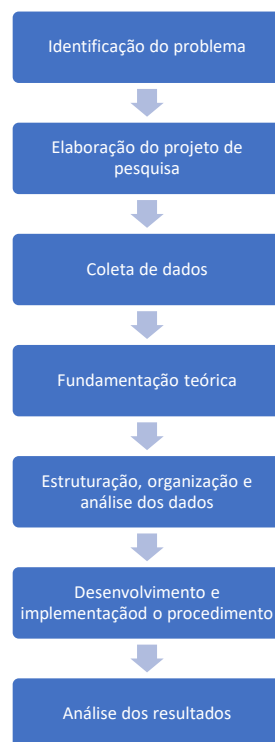 Identificação do problema
Elaboração do projeto de
pesquisa
Coleta de dados
Fundamentação teórica
Estruturação, organização e
análise dos dados
Desenvolvimento e
implementaçãod o procedimento
Análise dos resultados